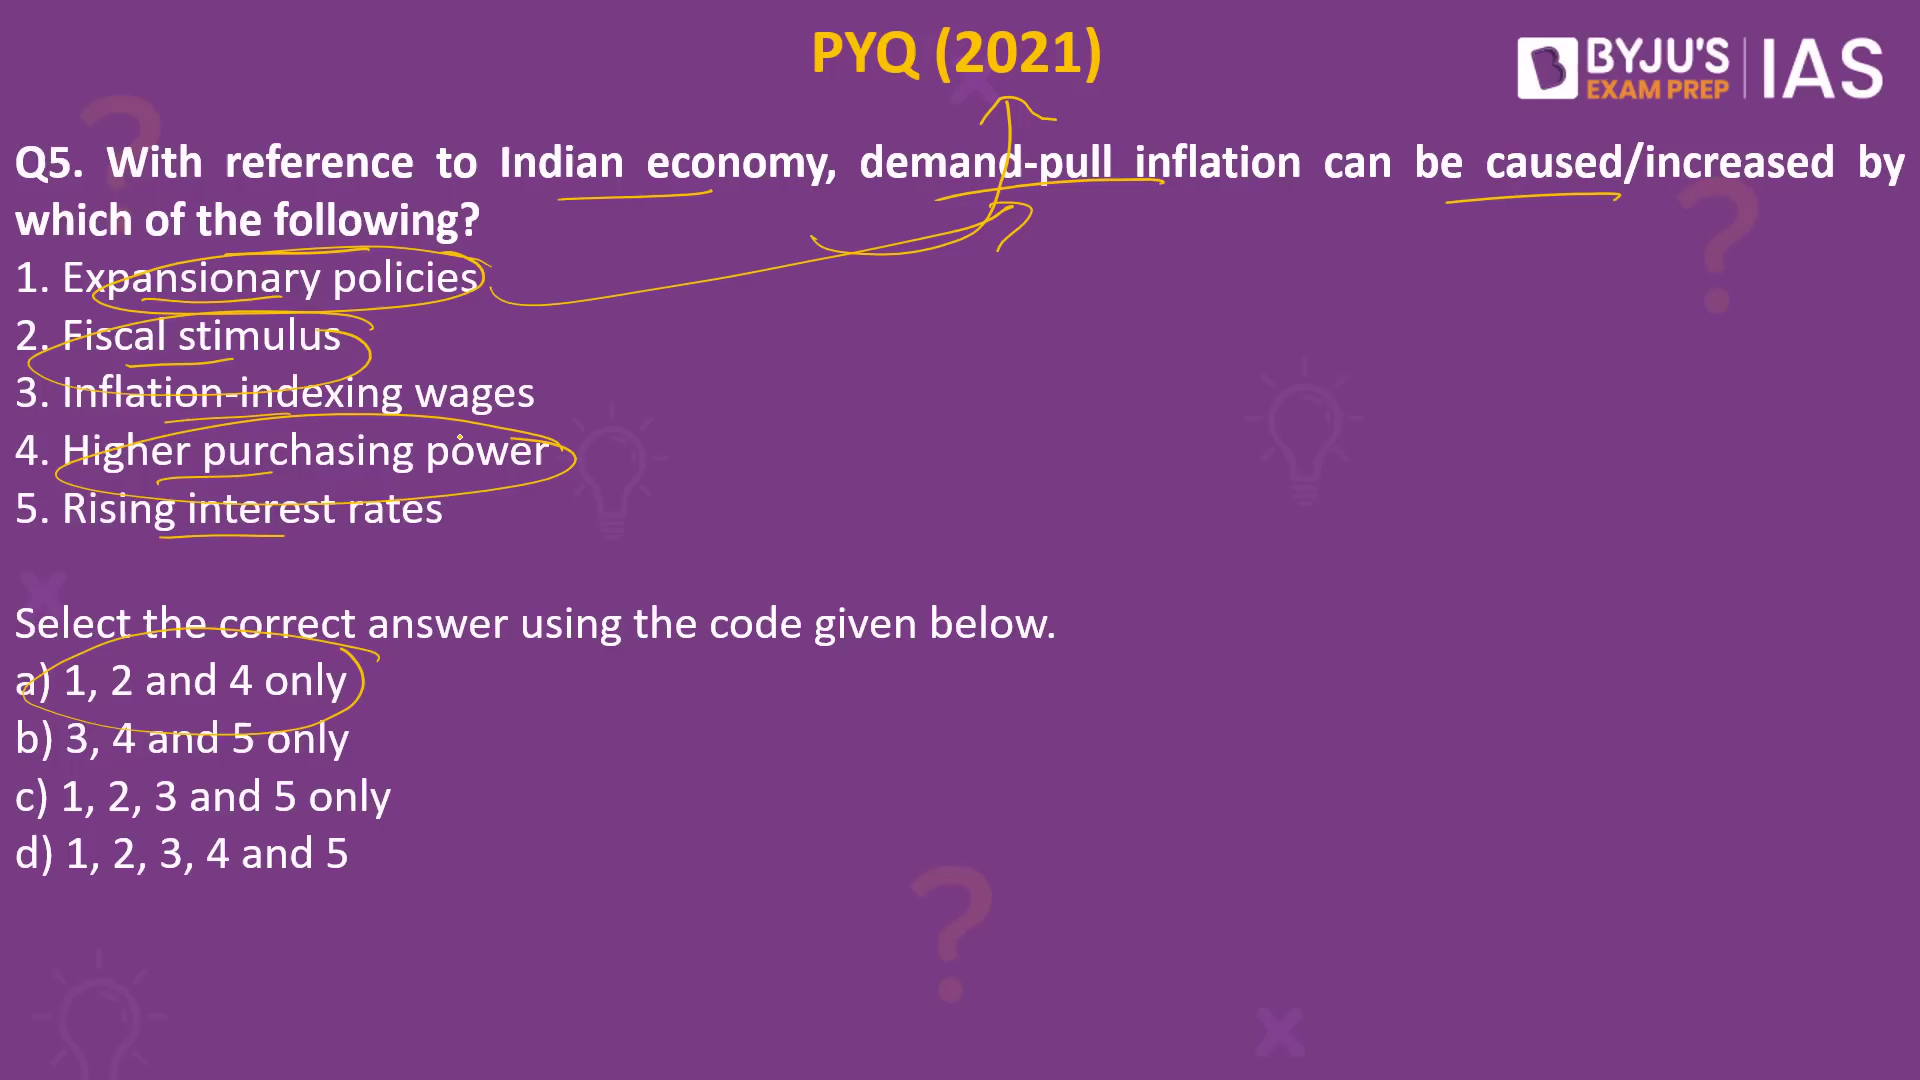 PYQ (2021)
BYJU'S
EXAM PREP
IAS
Q5. With reference to Indian economy, demand-pull inflation can be caused/increased by
which of the following?
1. Expansionary policies
2. Fiscal stimulus
3. Inflation-indexing wages
4. Higher purchasing power
5. Rising interest rates
Select the correct answer using the code given below.
a) 1, 2 and 4 only
b) 3, 4 and 5 only
c) 1, 2, 3 and 5 only
d) 1, 2, 3, 4 and 5